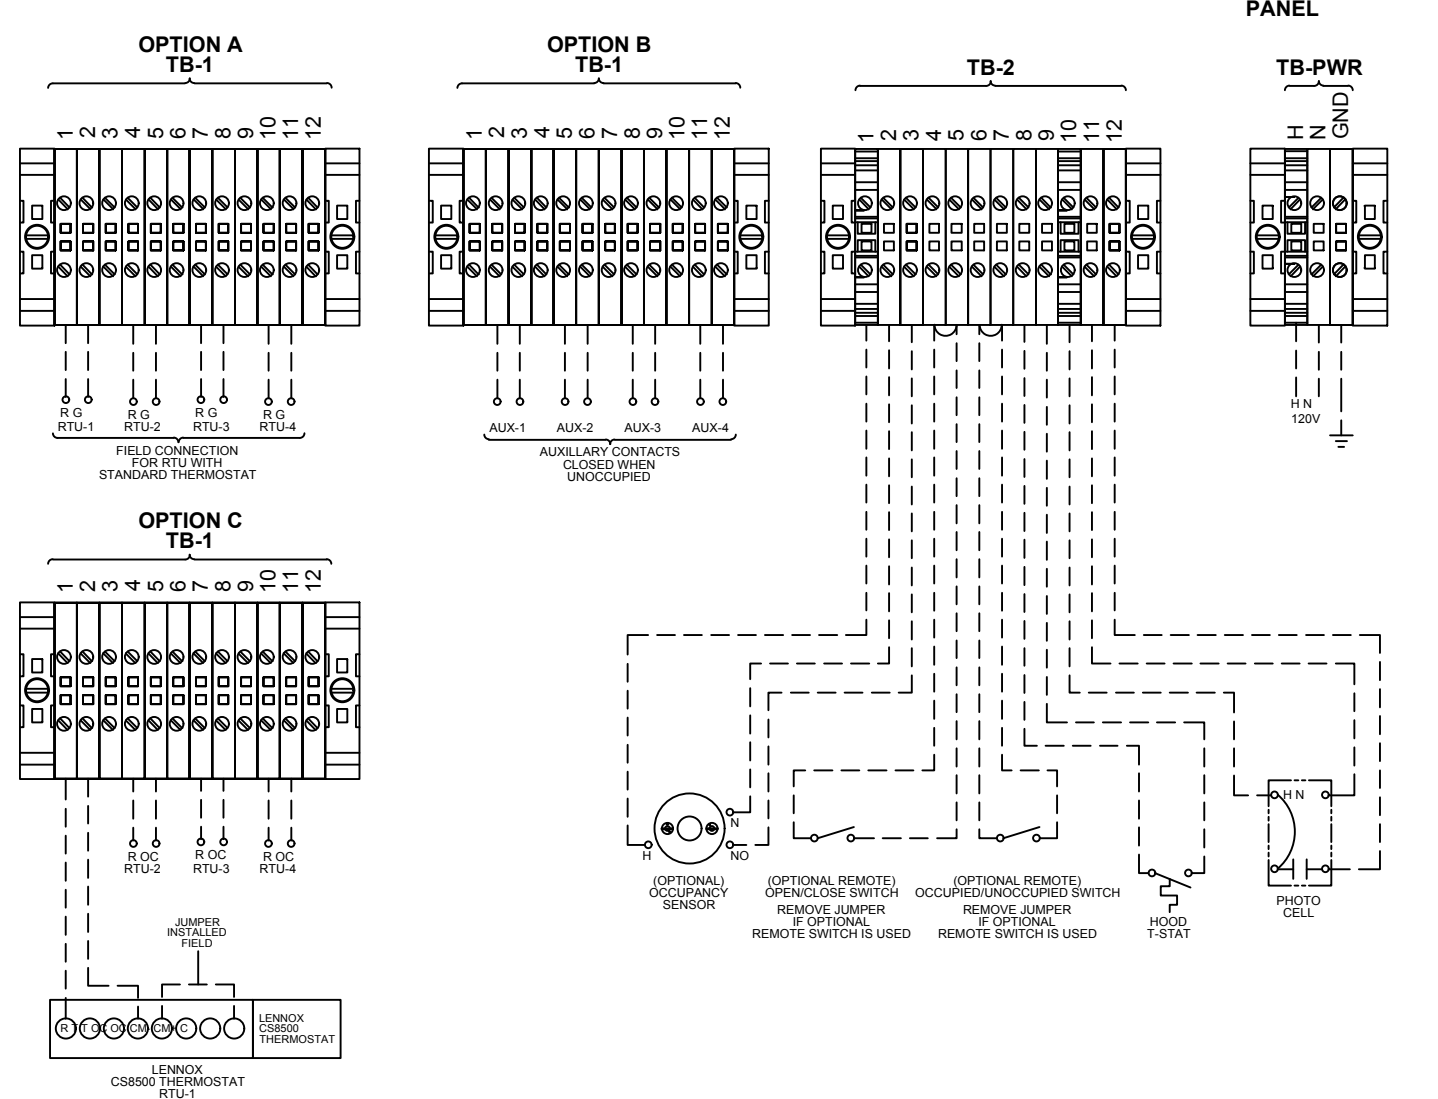 PANEL
OPTION A
TB-1
1 2 3 4 5 6 7 8 9 10 11 12
R G
RTU-1
R G
RTU-2
R G
RTU-3
R G
RTU-4
FIELD CONNECTION
FOR RTU WITH
STANDARD THERMOSTAT
OPTION B
TB-1
1 2 3 4 5 6 7 8 9 10 11 12
AUX-1
AUX-2
AUX-3
AUX-4
AUXILLARY CONTACTS
CLOSED WHEN
UNOCCUPIED
TB-2
1 2 3 4 5 6 7 8 9 10 11 12
TB-PWR
H N GND
H N
120V
OPTION C
TB-1
1 2 3 4 5 6 7 8 9 10 11 12
R OC
RTU-2
R OC
RTU-3
R OC
RTU-4
JUMPER
INSTALLED
FIELD
R T T OC OC CM CM C
LENNOX
CS8500
THERMOSTAT
LENNOX
CS8500 THERMOSTAT
RTU-1
H
N
NO
(OPTIONAL)
OCCUPANCY
SENSOR
(OPTIONAL REMOTE)
OPEN/CLOSE SWITCH
REMOVE JUMPER
IF OPTIONAL
REMOTE SWITCH IS USED
(OPTIONAL REMOTE)
OCCUPIED/UNOCCUPIED SWITCH
REMOVE JUMPER
IF OPTIONAL
REMOTE SWITCH IS USED
HOOD
T-STAT
H N
PHOTO
CELL